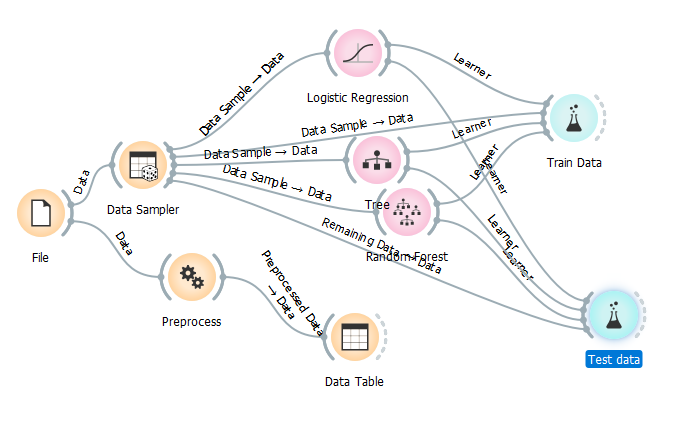 Data Sample → Data
Learner
Logistic Regression
Data Sample → Data
Learner
Train Data
Data Sample → Data
Data
Data Sampler
Data Sample → Data
Tree
Learner
Learner
File
Data
Remaining Data → Data
Random Forest
Learner
Learner
Preprocess
Preprocessed Data
→ Data
Data Table
Test data